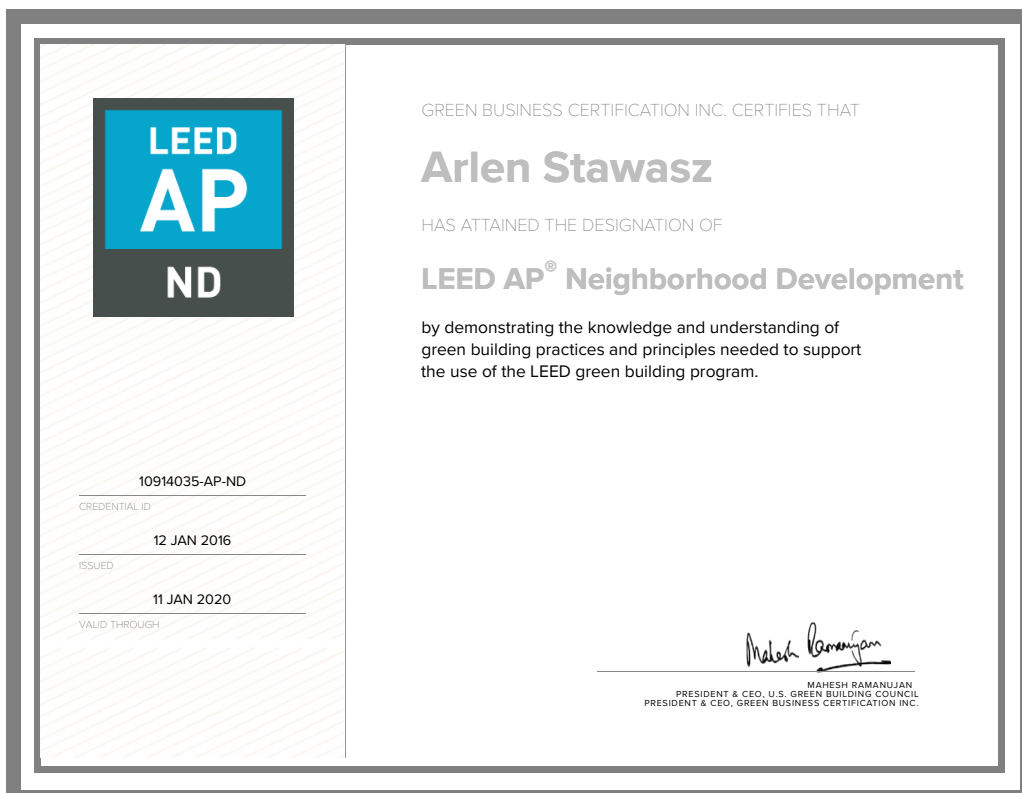 LEED
AP
ND
10914035-AP-ND
CREDENTIAL ID
12 JAN 2016
ISSUED
11 JAN 2020
VALID THROUGH
GREEN BUSINESS CERTIFICATION INC. CERTIFIES THAT
Arlen Stawasz
HAS ATTAINED THE DESIGNATION OF
LEED AP® Neighborhood Development
by demonstrating the knowledge and understanding of
green building practices and principles needed to support
the use of the LEED green building program.
Mahesh Ramanujan
MAHESH RAMANUJAN
PRESIDENT & CEO, U.S. GREEN BUILDING COUNCIL
PRESIDENT & CEO, GREEN BUSINESS CERTIFICATION INC.